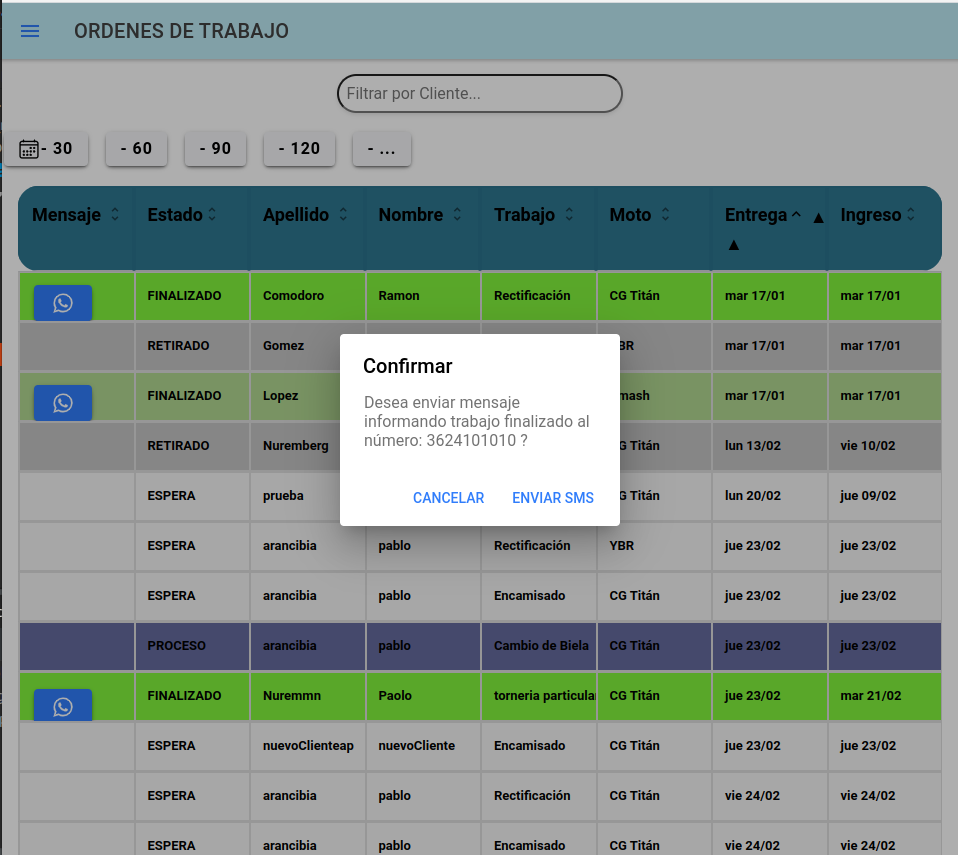 ORDENES DE TRABAJO
Filtrar por Cliente...
- 30 - 60 - 90 - 120 - ...
Mensaje Estado Apellido Nombre Trabajo Moto Entrega Ingreso
FINALIZADO Comodoro Ramon Rectificación CG Titán mar 17/01 mar 17/01
RETIRADO Gomez mar 17/01 mar 17/01
FINALIZADO Lopez mar 17/01 mar 17/01
RETIRADO Nuremberg Titán lun 13/02 vie 10/02
ESPERA prueba Titán lun 20/02 jue 09/02
Confirmar
Desea enviar mensaje
informando trabajo finalizado al
número: 3624101010 ?
CANCELAR ENVIAR SMS
ESPERA arancibia pablo Rectificación YBR jue 23/02 jue 23/02
ESPERA arancibia pablo Encamisado CG Titán jue 23/02 jue 23/02
PROCESO arancibia pablo Cambio de Biela CG Titán jue 23/02 jue 23/02
FINALIZADO Nuremmn Paolo torneria particula CG Titán jue 23/02 mar 21/02
ESPERA nuevoClienteap nuevoCliente Encamisado CG Titán jue 23/02 jue 23/02
ESPERA arancibia pablo Rectificación CG Titán vie 24/02 vie 24/02
ESPERA arancibia pablo Encamisado CG Titán vie 24/02 vie 24/02